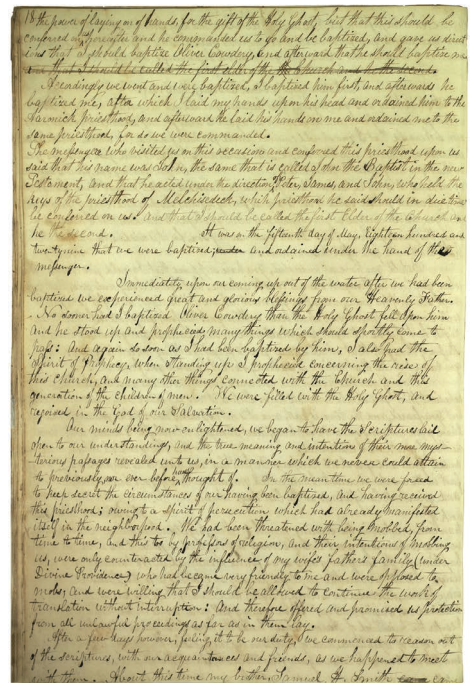 18 the power of laying on of hands, for the gift of the Holy Ghost, but that this should be
conferred on us hereafter and he commanded us to go and be baptized, and gave us direct
ions that I should baptize Oliver Cowdery, and afterward that he should baptize me
and that I should be called the first elder of the Church and he the second.
Accordingly we went and were baptized, I baptized him first, and afterwards he
baptized me, after which I laid my hands upon his head and ordained him to the
Aaronick priesthood, and afterward he laid his hands on me and ordained me to the
same priesthood, for so we were commanded.
The messenger who visited us on this occasion and conferred this priesthood upon us
said that his name was John, the same that is called John the Baptist in the new
Testament, and that he acted under the direction Peter, James, and John, who held the
keys of the priesthood of Melchisedeck, which priesthood he said should in due time
be conferred on us. and that I should be called the first Elder of the Church and
he the second. It was on the fifteenth day of May, Eighteen hundred and
twentynine that we were baptized; and ordained under the hand of the
messenger.
Immediately upon our coming up out of the water after we had been
baptized we experienced great and glorious blessings from our Heavenly Father.
No sooner had I baptized Oliver Cowdery than the Holy Ghost fell upon him
and he stood up and prophecied many things which should shortly come to
pass: And again so soon as I had been baptized by him, I also had the
Spirit of Prophecy, when standing up I prophecied concerning the rise of
this Church, and many other things connected with the Church and this
generation of the children of men. We were filled with the Holy Ghost, and
rejoiced in the God of our Salvation.
Our minds being now enlightened, we began to have the Scriptures laid
open to our understandings, and the true meaning and intention of their more myst-
terious passages revealed unto us, in a manner which we never could attain
to previously, nor ever before had thought of. In the mean time we were forced
to keep secret the circumstances of our having been baptized, and having received
this priesthood; owing to a spirit of persecution which had already manifested
itself in the neighborhood. We had been threatened with being mobbed, from
time to time, and this too by professors of religion, and their intentions of mobbing
us, were only counteracted by the influence of my wife's fathers family (under
Divine Providence) who had became very friendly to me and were opposed to
mobs; and were willing that I should be allowed to continue the work of
translation without interruption: And therefore offered and promised us protection
from all unlawful proceedings as far as in them lay.
After a few days however, feeling it to be our duty, we commenced to reason out
of the scriptures, with our acquaintances and friends, as we happened to meet
with them. About this time my brother Samuel H. Smith came